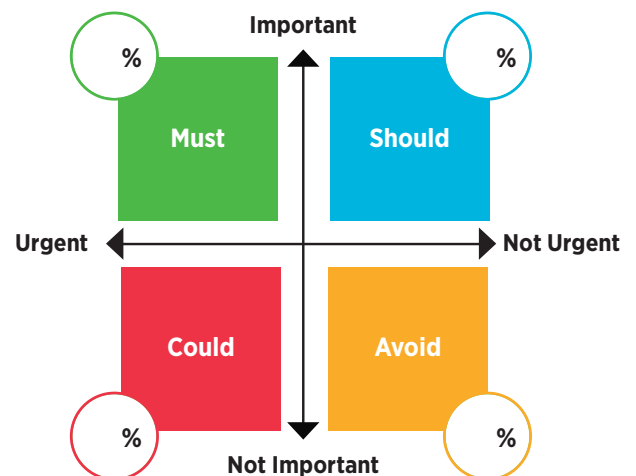 Important
%
%
Must
Should
Urgent
Not Urgent
Could
Avoid
%
%
Not Important